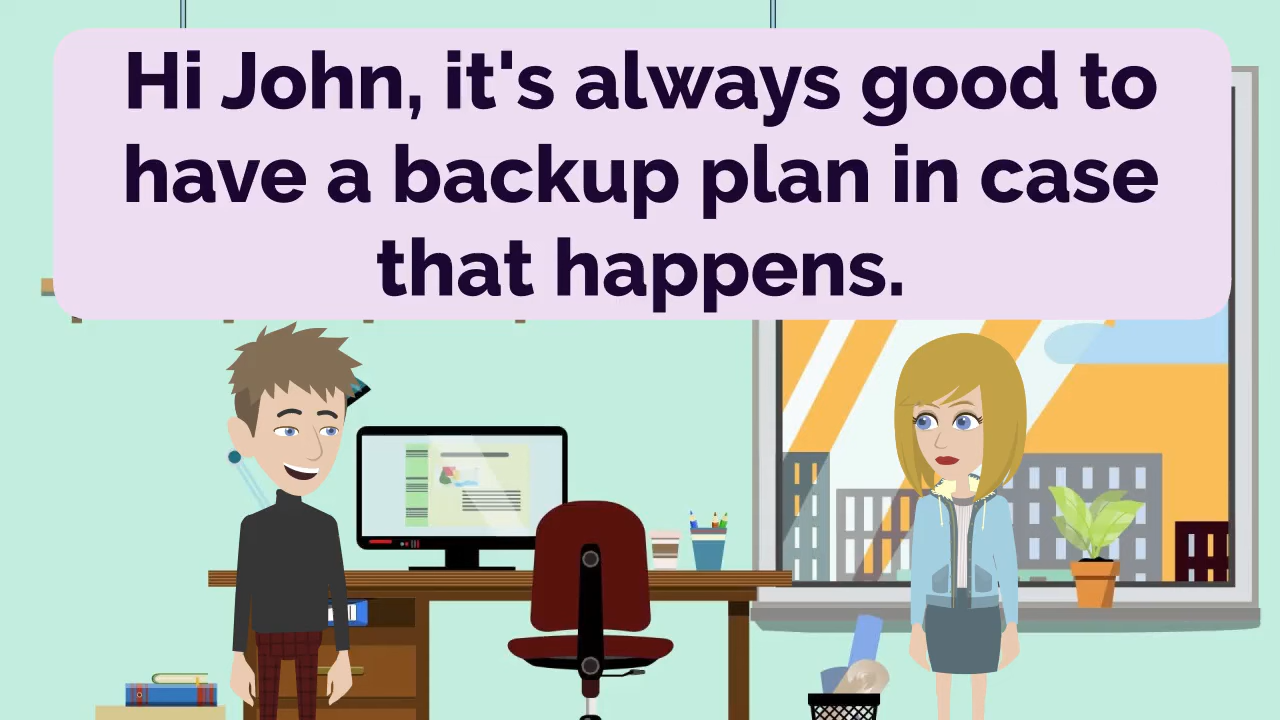 Hi John, it's always good to
have a backup plan in case
that happens.